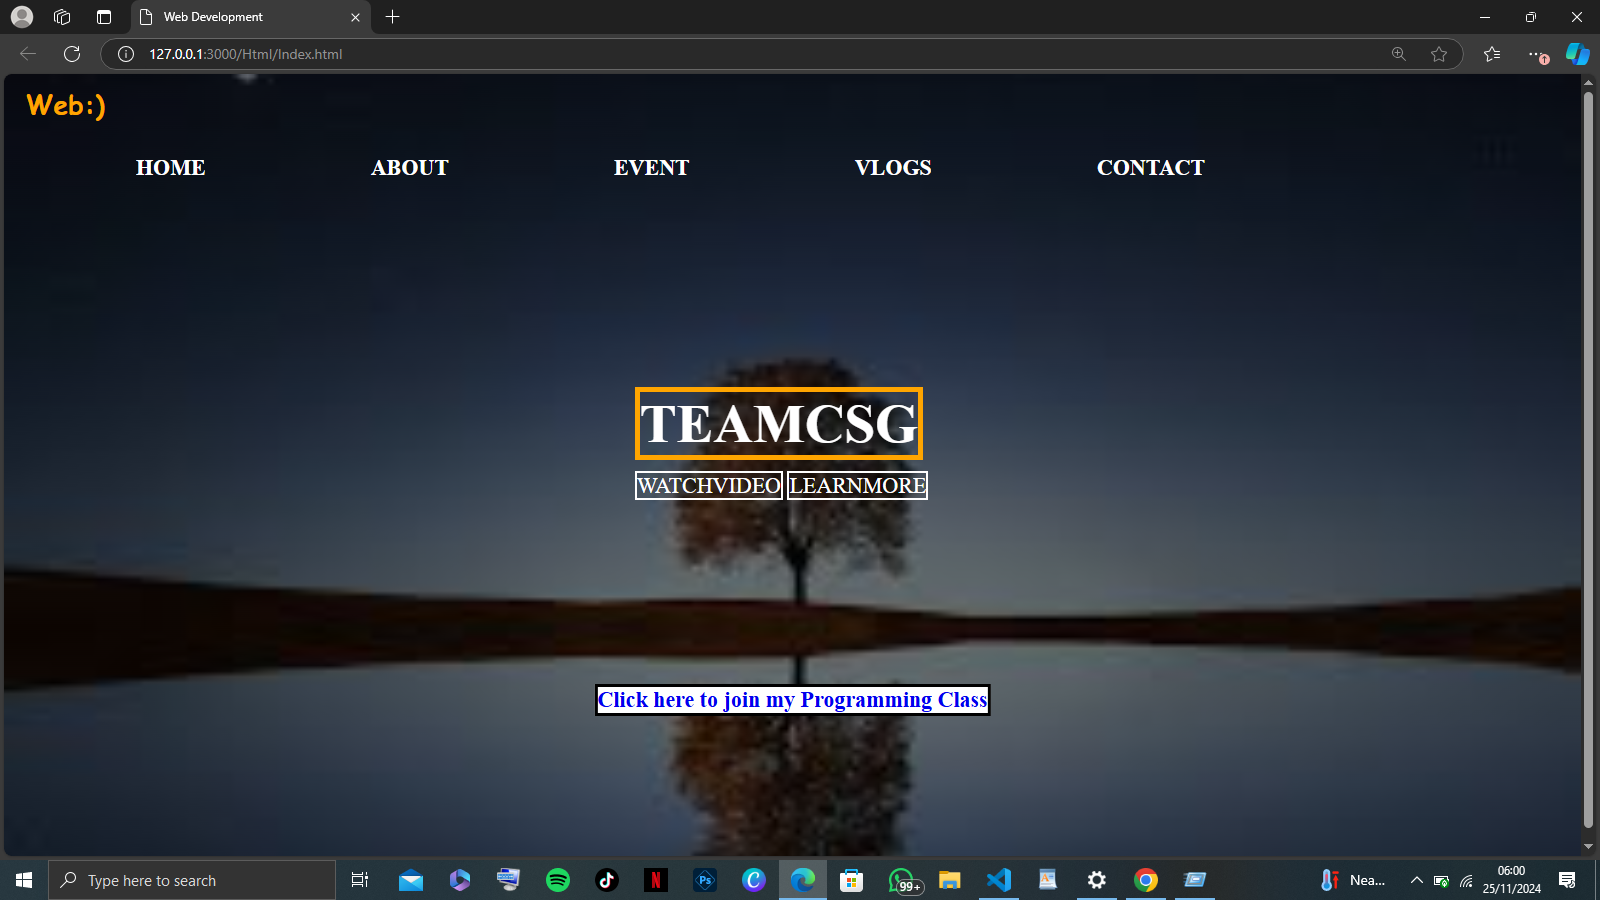 Web Development
127.0.0.1:3000/Html/Index.html
Web:)
HOME ABOUT EVENT VLOGS CONTACT
TEAMCSG
WATCHVIDEO LEARNMORE
Click here to join my Programming Class
Type here to search
N
Ps
C
99+
Nea...
06:00
25/11/2024